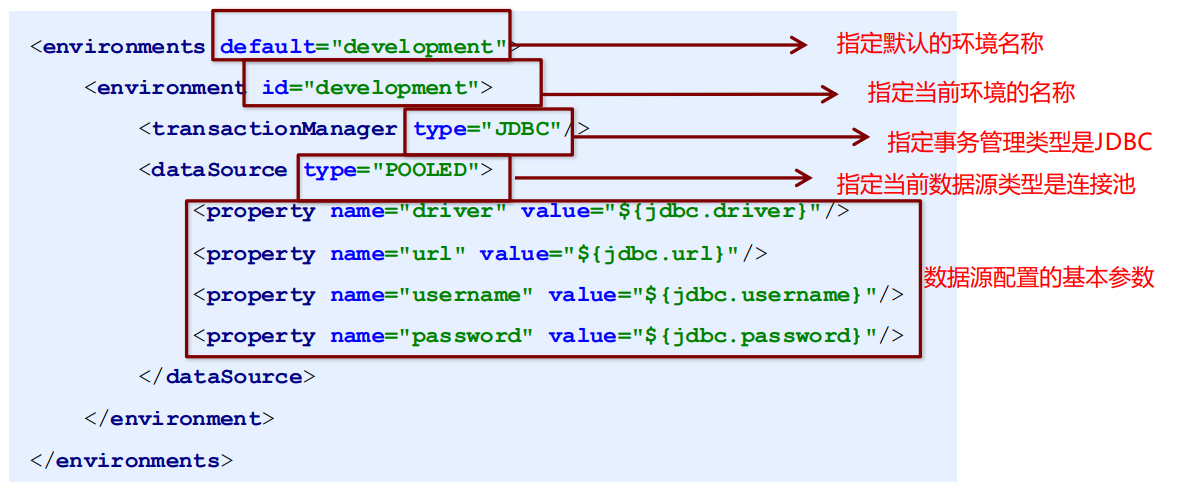 <environments default="development"> 指定默认的环境名称
<environment id="development"> 指定当前环境的名称
<transactionManager type="JDBC"/> 指定事务管理类型是JDBC
<dataSource type="POOLED"> 指定当前数据源类型是连接池
<property name="driver" value="${jdbc.driver}"/>
<property name="url" value="${jdbc.url}"/>
<property name="username" value="${jdbc.username}"/> 数据源配置的基本参数
<property name="password" value="${jdbc.password}"/>
</dataSource>
</environment>
</environments>